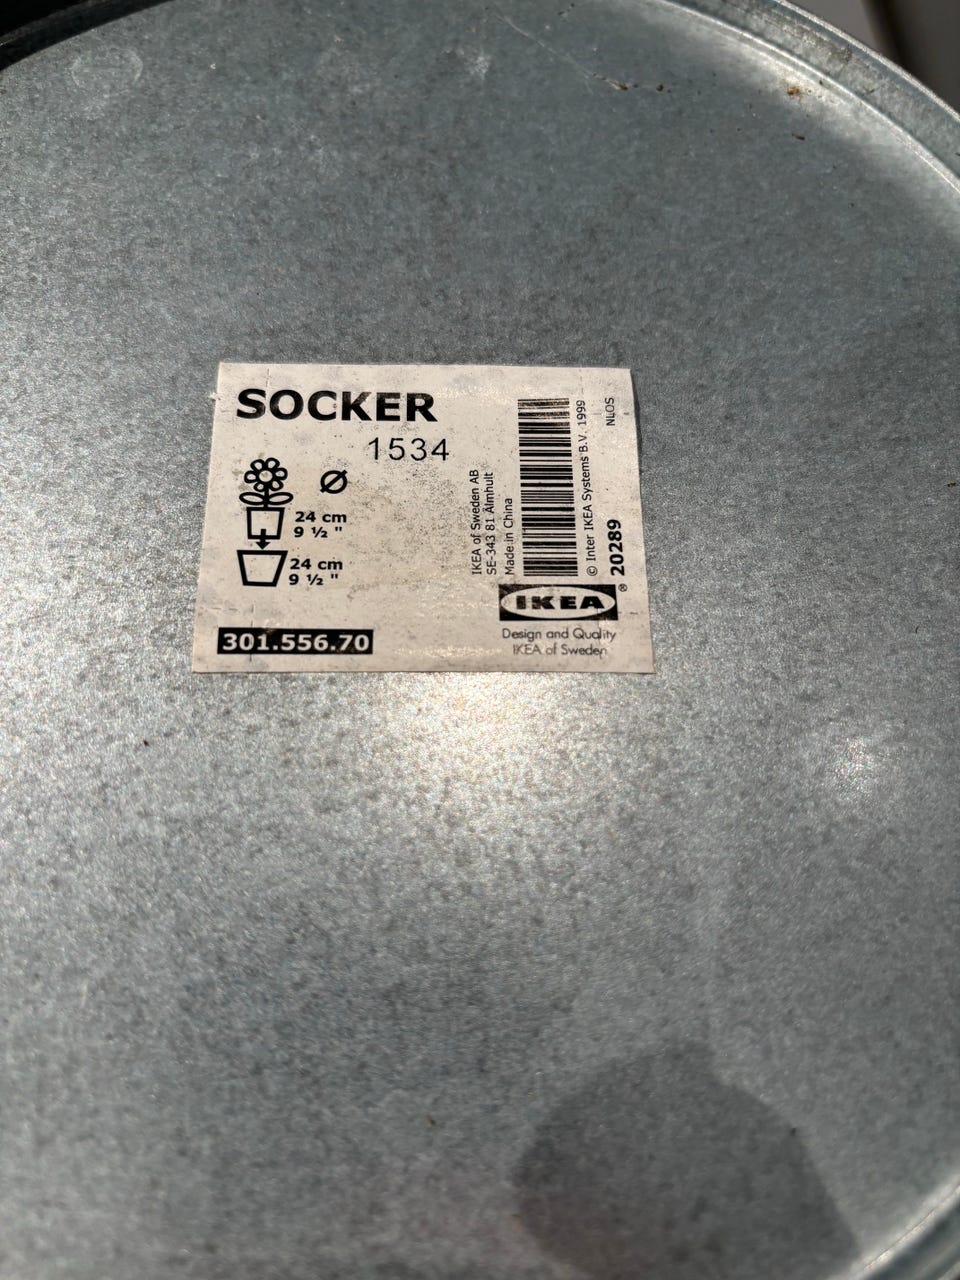 SOCKER
1534
Ø
24 cm
9 ½ "
24 cm
9 ½ "
301.556.70
IKEA of Sweden AB
SE-343 81 Älmhult
Made in China
© Inter IKEA Systems B.V. 1999
20289
NLOS
IKEA®
Design and Quality
IKEA of Sweden